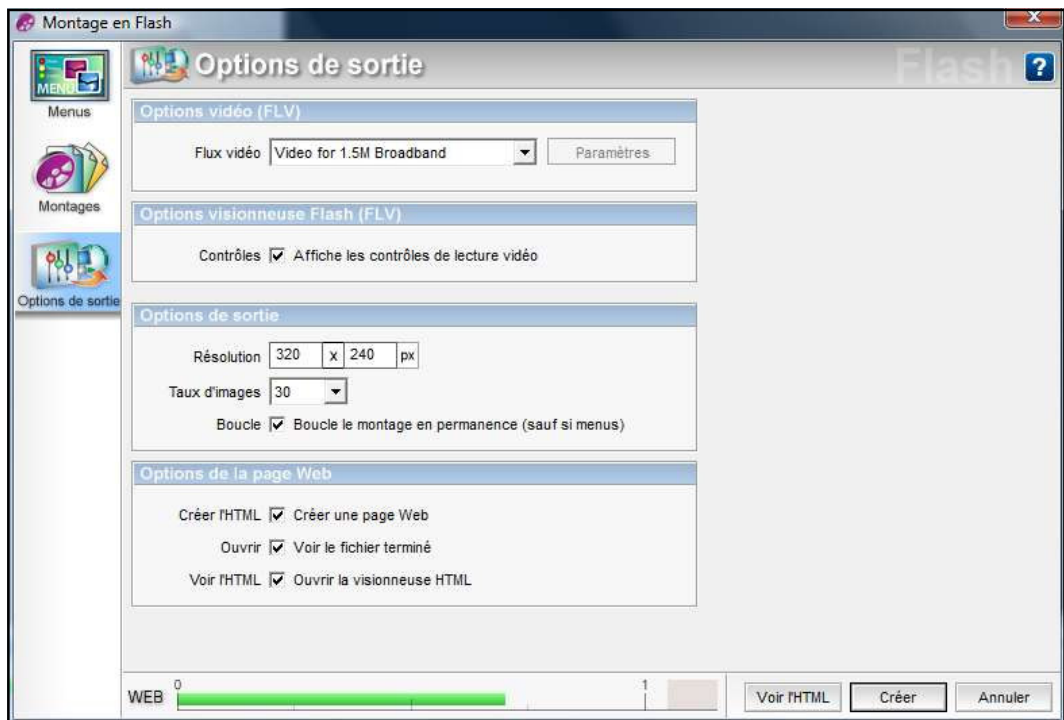 Montage en Flash
MENU
Menus
Montages
Options de sortie
Options de sortie
Flash
?
Options vidéo (FLV)
Flux vidéo Video for 1.5M Broadband Paramètres
Options visionneuse Flash (FLV)
Contrôles Affiche les contrôles de lecture vidéo
Options de sortie
Résolution 320 x 240 px
Taux d'images 30
Boucle Boucle le montage en permanence (sauf si menus)
Options de la page Web
Créer l'HTML Créer une page Web
Ouvrir Voir le fichier terminé
Voir l'HTML Ouvrir la visionneuse HTML
WEB 0 1
Voir l'HTML Créer Annuler